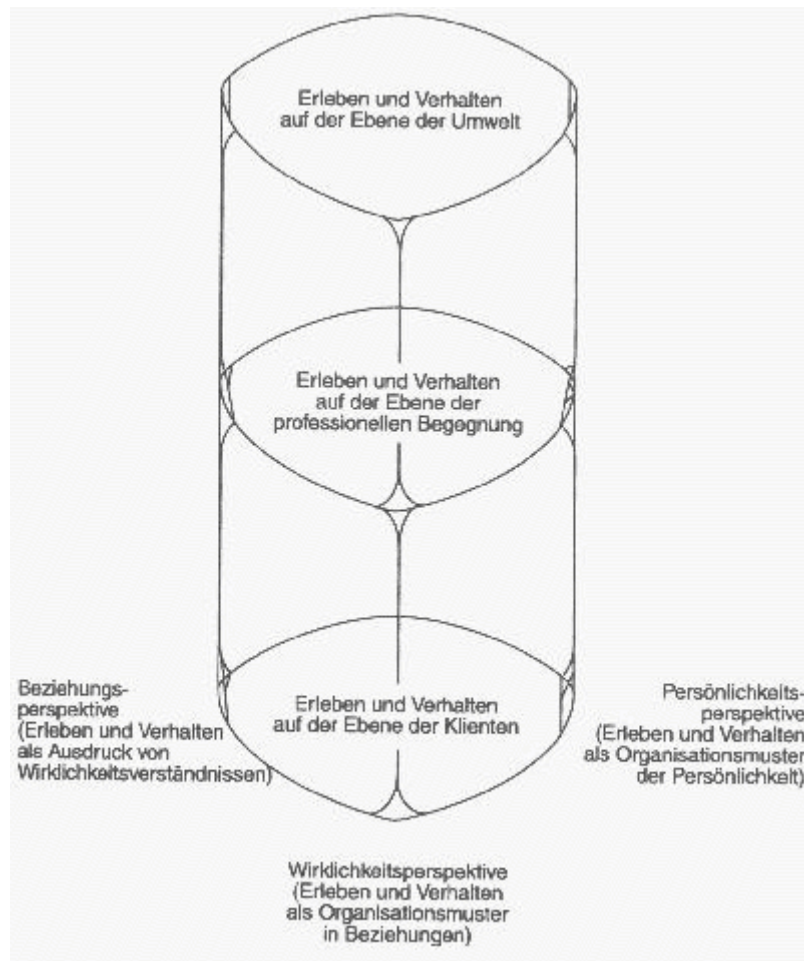 Erleben und Verhalten
auf der Ebene der Umwelt
Erleben und Verhalten
auf der Ebene der
professionellen Begegnung
Erleben und Verhalten
auf der Ebene der Klienten
Beziehungs-
perspektive
(Erleben und Verhalten
als Ausdruck von
Wirklichkeitsverständnissen)
Persönlichkeits-
perspektive
(Erleben und Verhalten
als Organisationsmuster
der Persönlichkeit)
Wirklichkeitsperspektive
(Erleben und Verhalten
als Organisationsmuster
in Beziehungen)